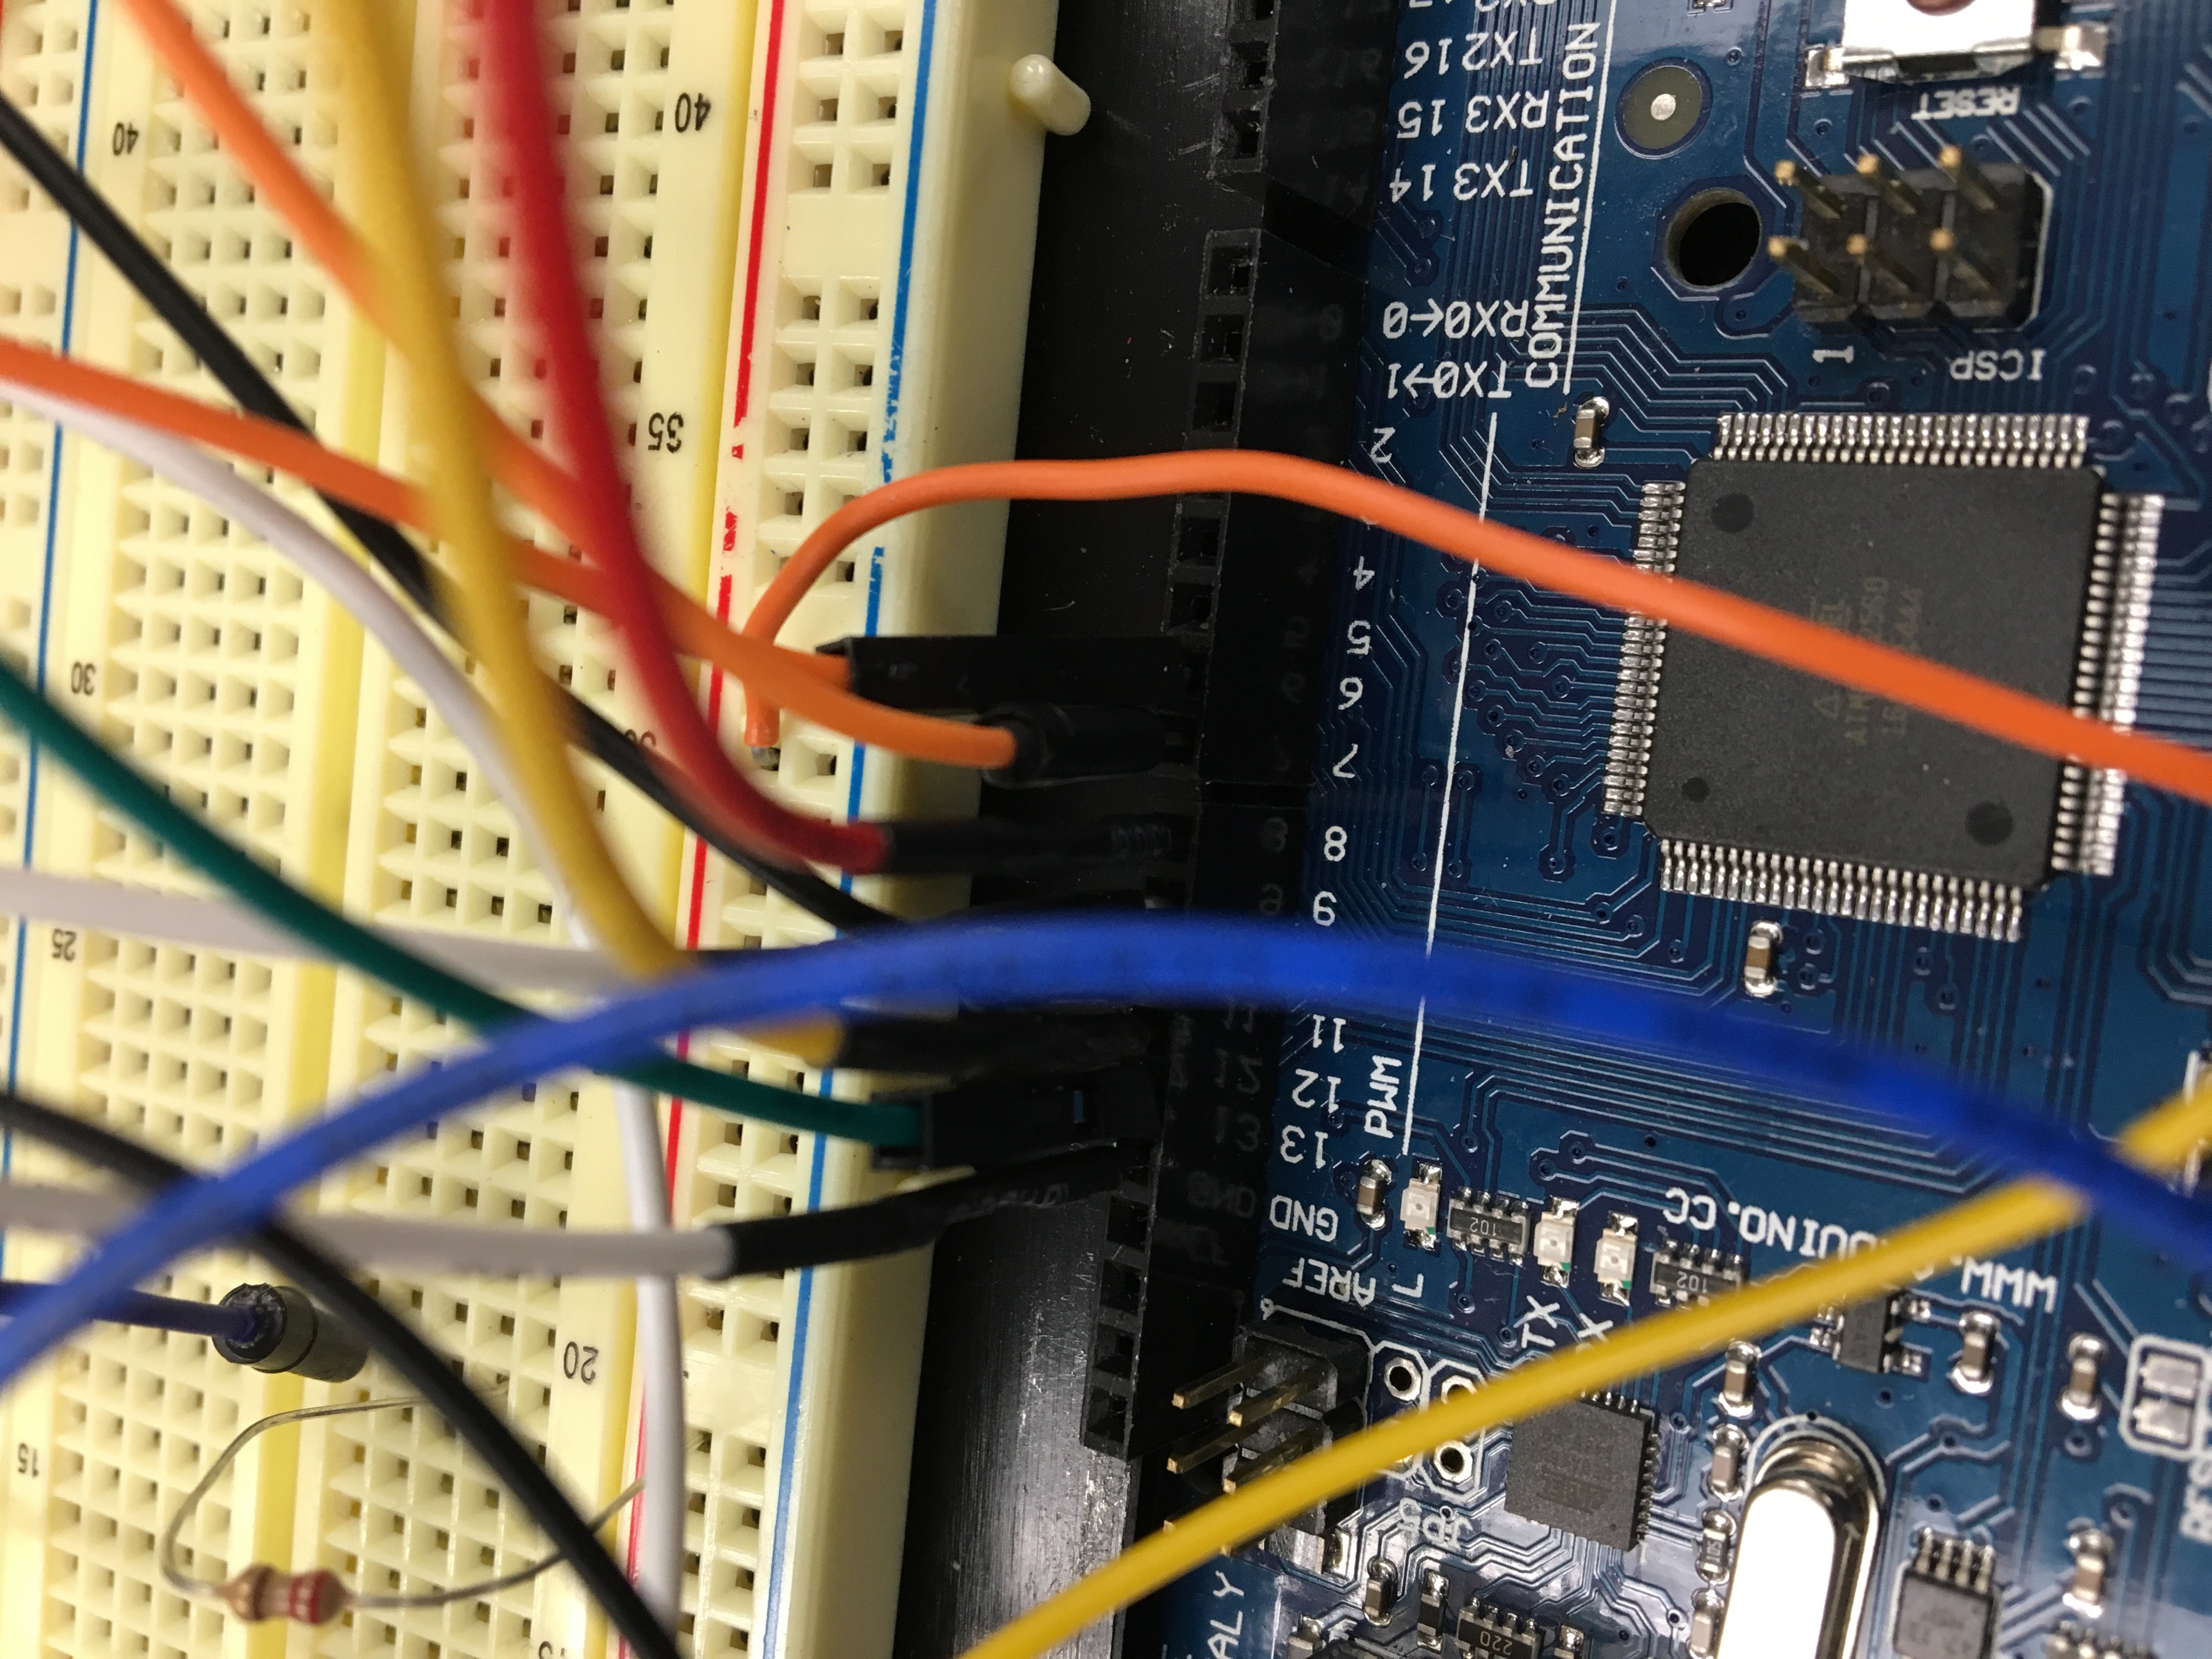 15
25
30
40
20
35
40
ALY
AREF
GND
13
12
11
9
8
7
6
5
4
2
TX0→1
RX0←0
TX3 14
RX3 15
TX2 16
PWM
L
COMMUNICATION
JP5
220
102
TX
X
102
105
1
ICSP
RESET